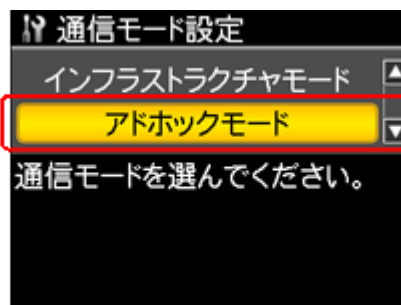 通信モード設定
インフラストラクチャモード
アドホックモード
通信モードを選んでください。